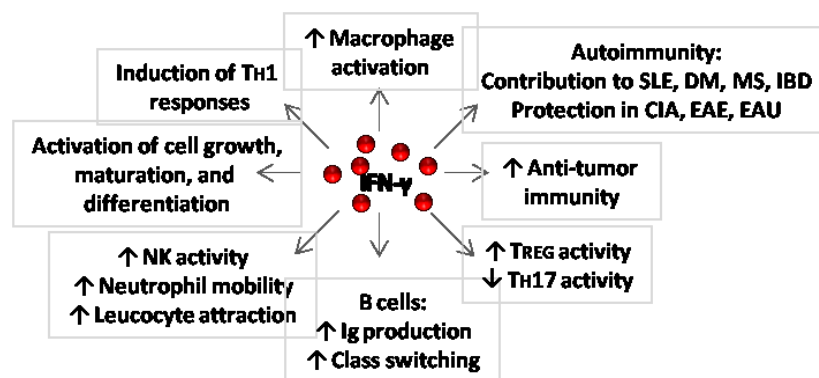 ↑ Macrophage
activation
Autoimmunity:
Contribution to SLE, DM, MS, IBD
Protection in CIA, EAE, EAU
Induction of TH1
responses
Activation of cell growth,
maturation, and
differentiation
IFN-γ
↑ Anti-tumor
immunity
↑ NK activity
↑ Neutrophil mobility
↑ Leucocyte attraction
B cells:
↑ Ig production
↑ Class switching
↑ TREG activity
↓ TH17 activity